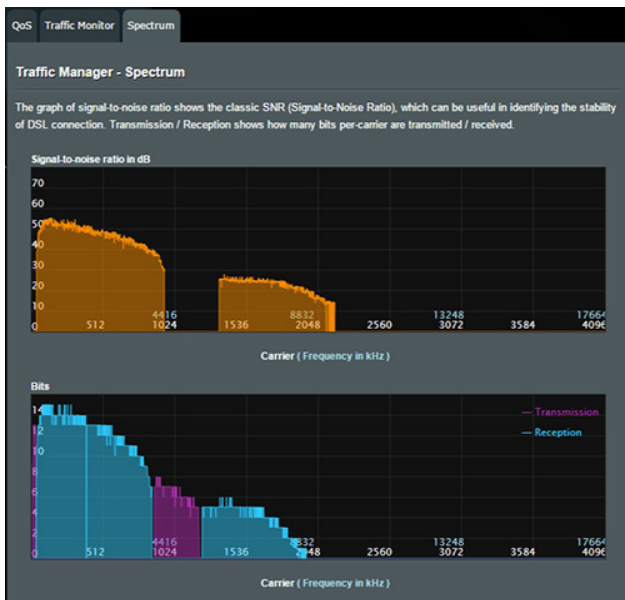 QoS Traffic Monitor Spectrum
Traffic Manager - Spectrum
The graph of signal-to-noise ratio shows the classic SNR (Signal-to-Noise Ratio), which can be useful in identifying the stability
of DSL connection. Transmission / Reception shows how many bits per-carrier are transmitted / received.
Signal-to-noise ratio in dB
70
60
50
40
30
20
10
4416 8832 13248 17664
0 512 1024 1536 2048 2560 3072 3584 4096
Carrier ( Frequency in kHz )
Bits
14
Transmission
12
Reception
10
8
6
4
2
4416 8832 13248 17664
0 512 1024 1536 2048 2560 3072 3584 4096
Carrier ( Frequency in kHz )